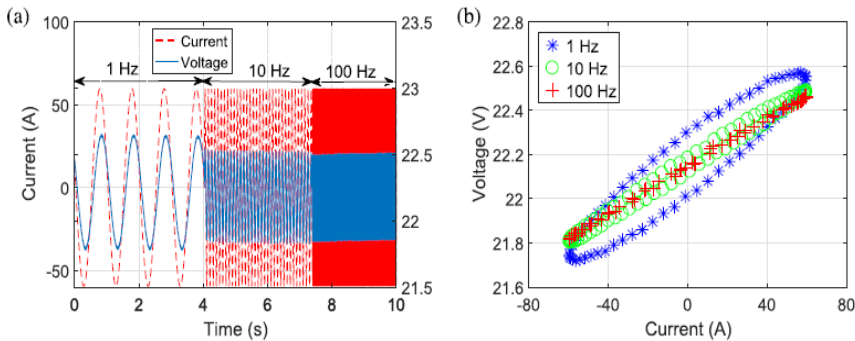 (a)
100
50
0
-50
Current (A)
23.5
23
22.5
22
21.5
Current
Voltage
1 Hz
10 Hz
100 Hz
0
2
4
6
8
10
Time (s)
(b)
22.8
22.6
22.4
22.2
22
21.8
21.6
Voltage (V)
1 Hz
10 Hz
100 Hz
-80
-40
0
40
80
Current (A)